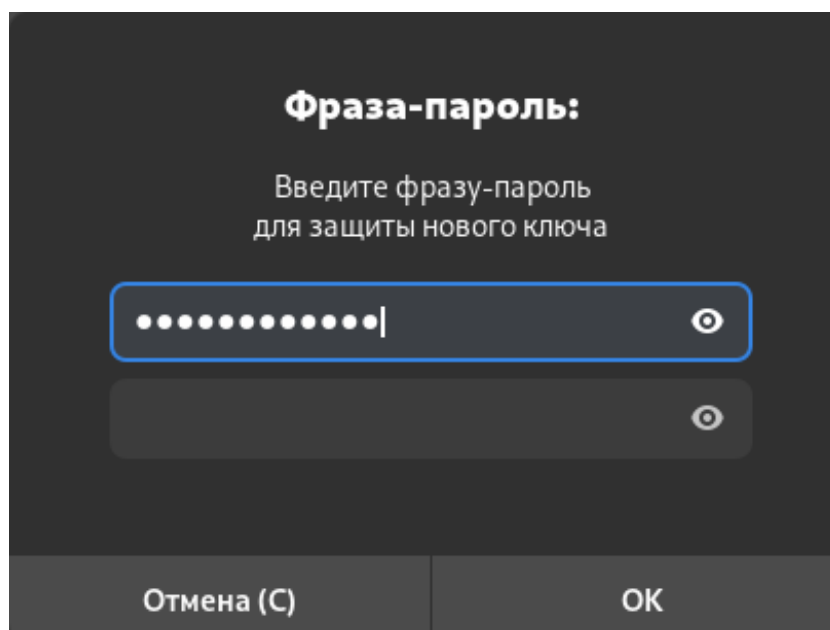 Фраза-пароль:
Введите фразу-пароль
для защиты нового ключа
●●●●●●●●●●●●
Отмена (C)
OK